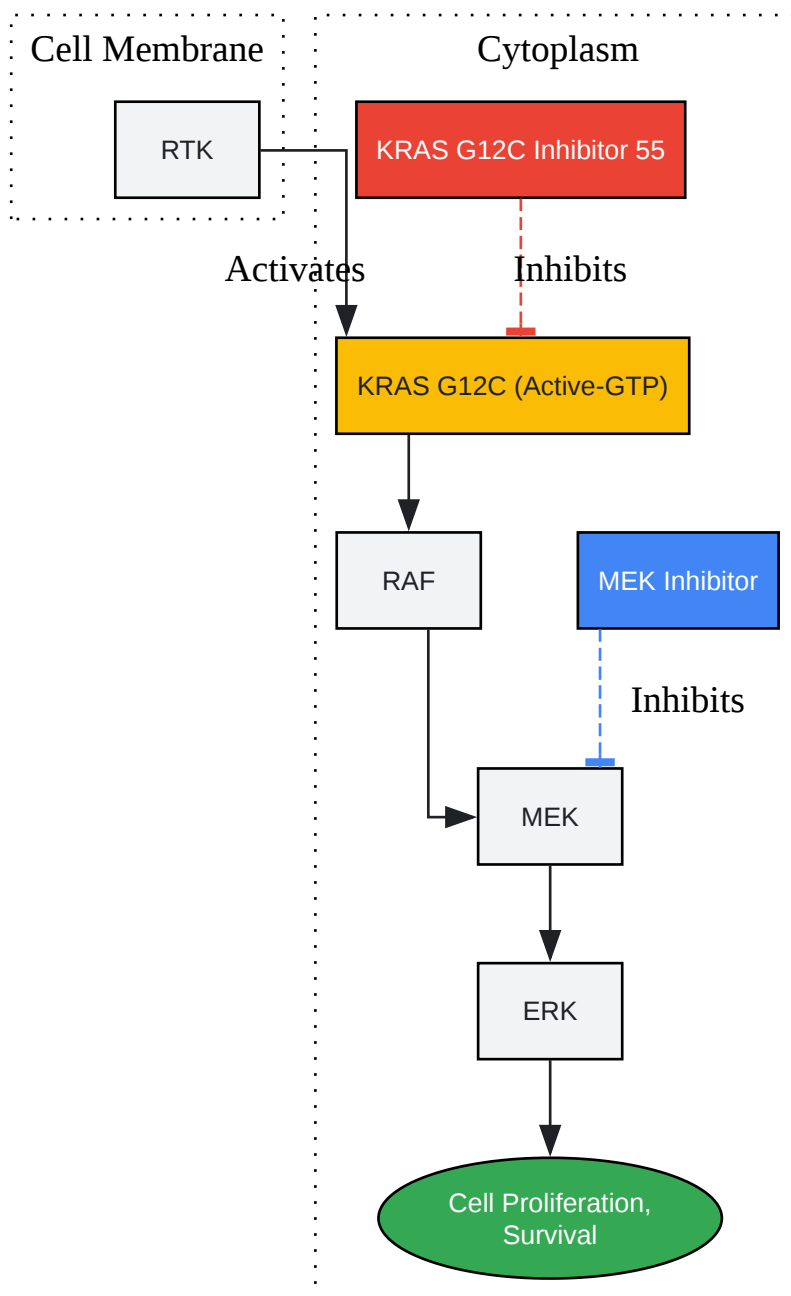 Cell Membrane
Cytoplasm
RTK
KRAS G12C Inhibitor 55
Activates
Inhibits
KRAS G12C (Active-GTP)
RAF
MEK Inhibitor
Inhibits
MEK
ERK
Cell Proliferation,
Survival